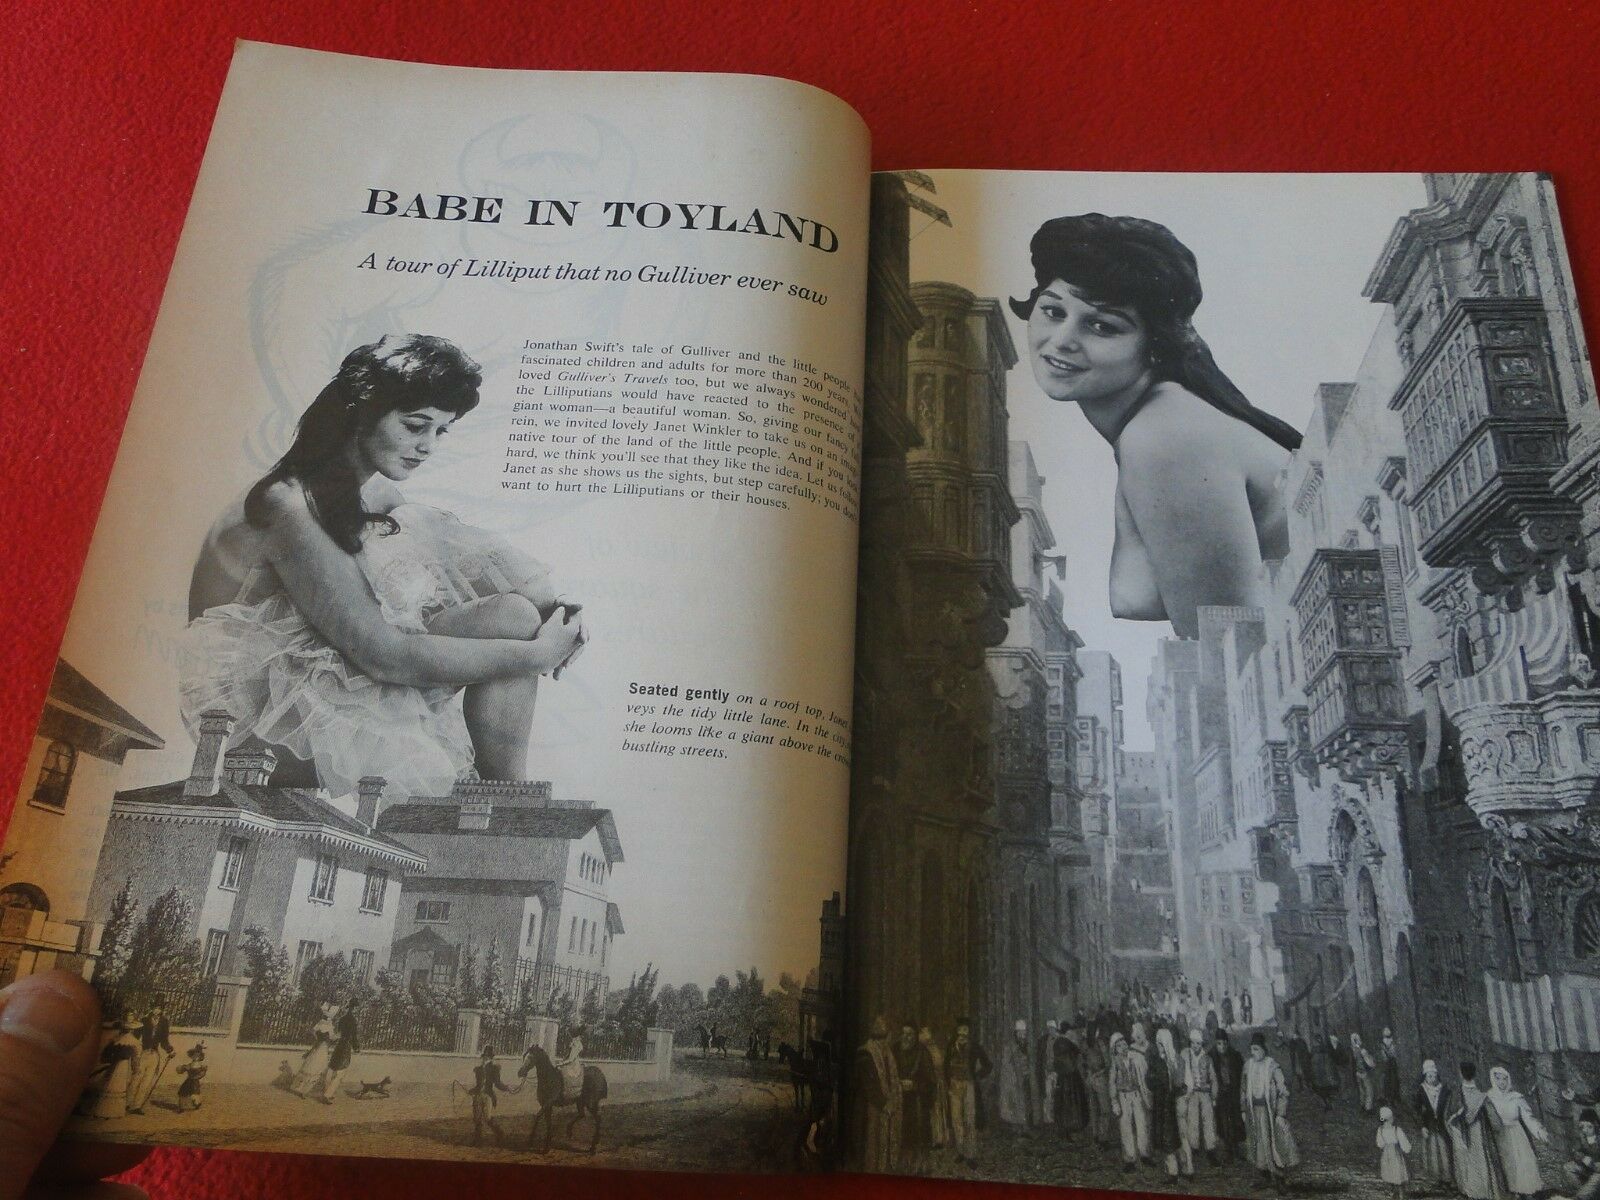 BABE IN TOYLAND
A tour of Lilliput that no Gulliver ever saw
Jonathan Swift's tale of Gulliver and the little people
fascinated children and adults for more than 200 years.
loved Gulliver's Travels too, but we always wondered
the Lilliputians would have reacted to the presence of
giant woman—a beautiful woman. So, giving our fancy
rein, we invited lovely Janet Winkler to take us on an imagi-
native tour of the land of the little people. And if you look
hard, we think you'll see that they like the idea. Let us follow
Janet as she shows us the sights, but step carefully; you don't
want to hurt the Lilliputians or their houses.
Seated gently on a roof top,
veys the tidy little lane. In the city,
she looms like a giant above the
bustling streets.